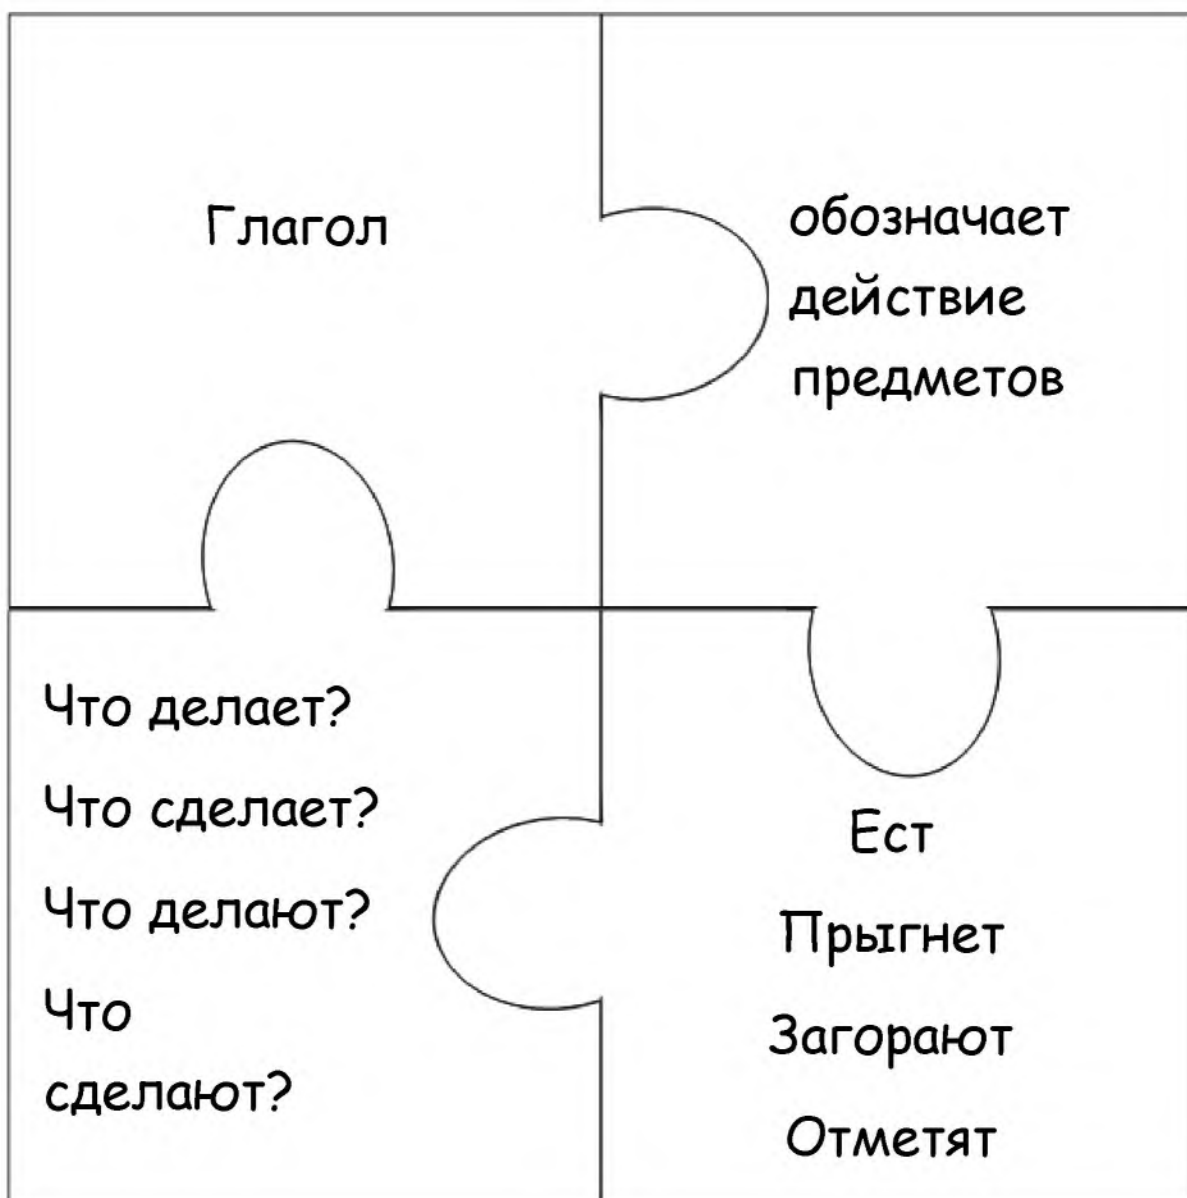 Глагол
обозначает
действие
предметов
Что делает?
Что сделает?
Что делают?
Что
сделают?
Ест
Прыгнет
Загорают
Отметят